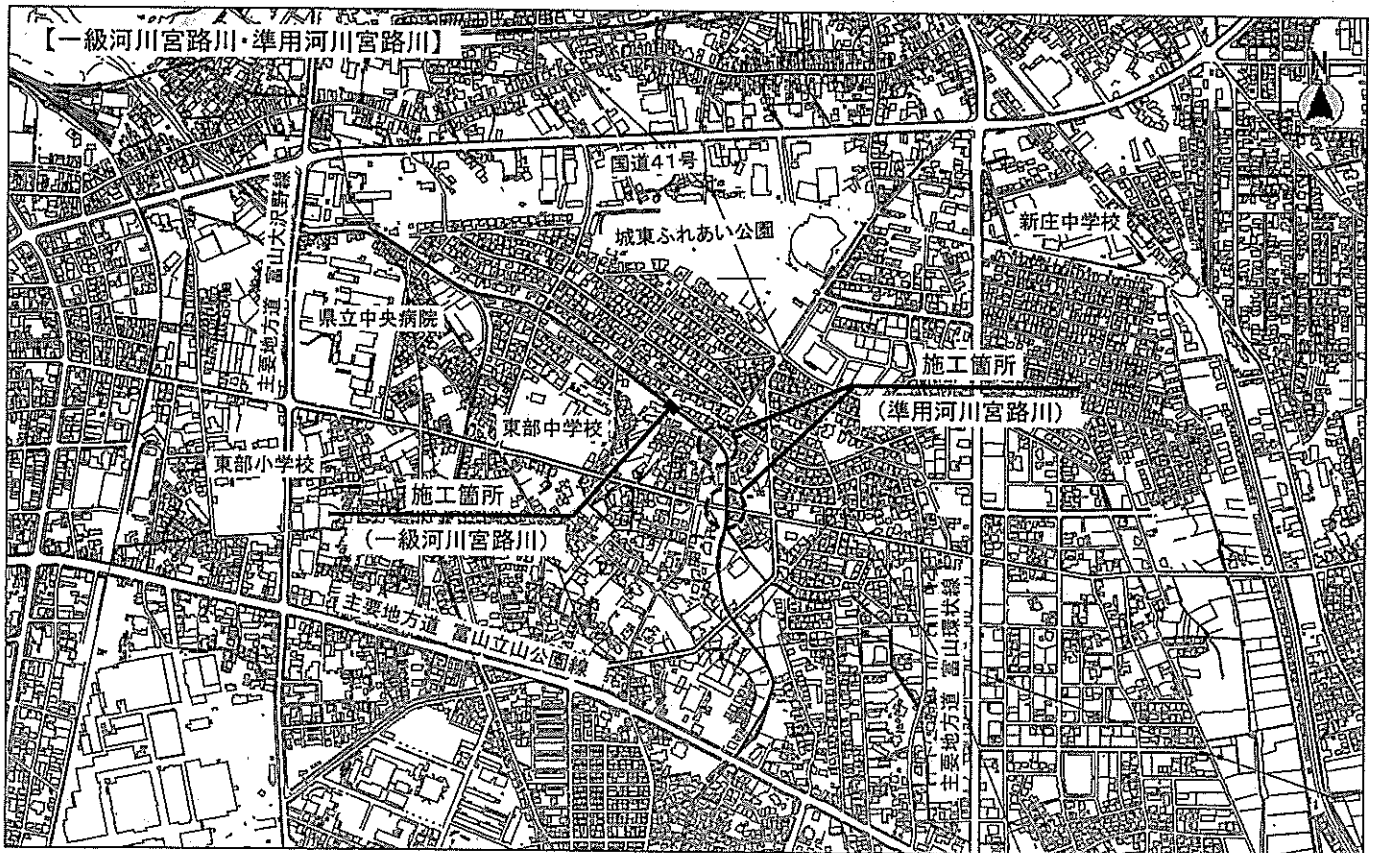 【一級河川宮路川・準用河川宮路川】
N
国道41号
城東ふれあい公園
新庄中学校
主要地方道 富山大沢野線
県立中央病院
施工箇所
(準用河川宮路川)
東部中学校
東部小学校
施工箇所
(一級河川宮路川)
主要地方道 富山立山公園線
主要地方道 富山環状線